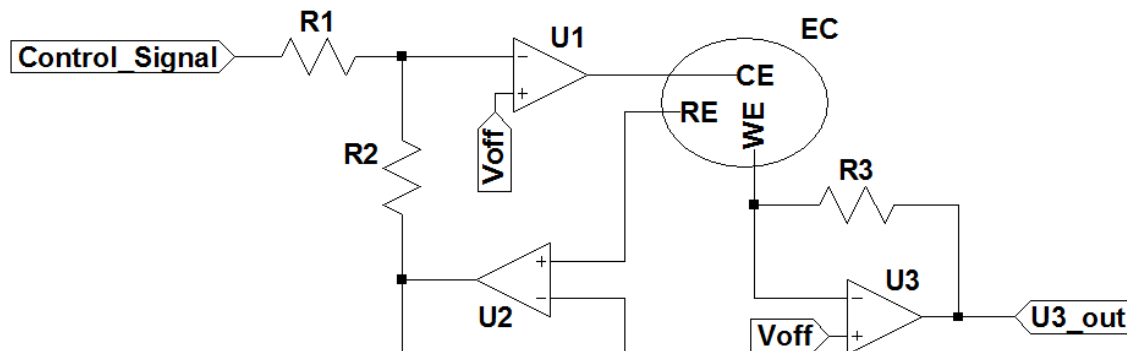 R1
U1
EC
Control_Signal
CE
RE
WE
Voff
R2
R3
U2
U3
Voff
U3_out